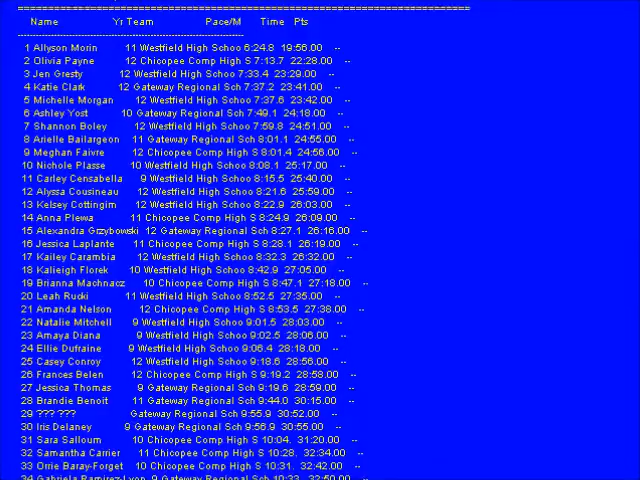 ================================================================================
Name Yr Team Pace/M Time Pts
--------------------------------------------------------------------------------
1 Allyson Morin 11 Westfield High Schoo 6:24.8 19:56.00 --
2 Olivia Payne 12 Chicopee Comp High S 7:13.7 22:28.00 --
3 Jen Gresty 12 Westfield High Schoo 7:33.4 23:29.00 --
4 Katie Clark 12 Gateway Regional Sch 7:37.2 23:41.00 --
5 Michelle Morgan 12 Westfield High Schoo 7:37.6 23:42.00 --
6 Ashley Yost 10 Gateway Regional Sch 7:49.1 24:18.00 --
7 Shannon Boley 12 Westfield High Schoo 7:59.8 24:51.00 --
8 Arielle Bailargeon 11 Gateway Regional Sch 8:01.1 24:55.00 --
9 Meghan Faivre 12 Chicopee Comp High S 8:01.4 24:56.00 --
10 Nichole Plasse 10 Westfield High Schoo 8:08.1 25:17.00 --
11 Carley Censabella 9 Westfield High Schoo 8:15.5 25:40.00 --
12 Alyssa Cousineau 12 Westfield High Schoo 8:21.6 25:59.00 --
13 Kelsey Cottingim 12 Westfield High Schoo 8:22.9 26:03.00 --
14 Anna Plewa 11 Chicopee Comp High S 8:24.9 26:09.00 --
15 Alexandra Grzybowski 12 Gateway Regional Sch 8:27.1 26:16.00 --
16 Jessica Laplante 11 Chicopee Comp High S 8:28.1 26:19.00 --
17 Kailey Carambia 12 Westfield High Schoo 8:32.3 26:32.00 --
18 Kalieigh Florek 10 Westfield High Schoo 8:42.9 27:05.00 --
19 Brianna Machnacz 10 Chicopee Comp High S 8:47.1 27:18.00 --
20 Leah Rucki 11 Westfield High Schoo 8:52.5 27:35.00 --
21 Amanda Nelson 12 Chicopee Comp High S 8:53.5 27:38.00 --
22 Natalie Mitchell 9 Westfield High Schoo 9:01.5 28:03.00 --
23 Amaya Diana 9 Westfield High Schoo 9:02.5 28:06.00 --
24 Ellie Dufraine 9 Westfield High Schoo 9:06.4 28:18.00 --
25 Casey Conroy 12 Westfield High Schoo 9:18.6 28:56.00 --
26 Frances Belen 12 Chicopee Comp High S 9:19.2 28:58.00 --
27 Jessica Thomas 9 Gateway Regional Sch 9:19.6 28:59.00 --
28 Brandie Benoit 11 Gateway Regional Sch 9:44.0 30:15.00 --
29 ??? ??? Gateway Regional Sch 9:55.9 30:52.00 --
30 Iris Delaney 9 Gateway Regional Sch 9:56.9 30:55.00 --
31 Sara Salloum 10 Chicopee Comp High S 10:04. 31:20.00 --
32 Samantha Carrier 11 Chicopee Comp High S 10:28. 32:34.00 --
33 Orrie Baray-Forget 10 Chicopee Comp High S 10:31. 32:42.00 --
34 Gabriela Ramirez-Lyon 9 Gateway Regional Sch 10:33. 32:50.00 --